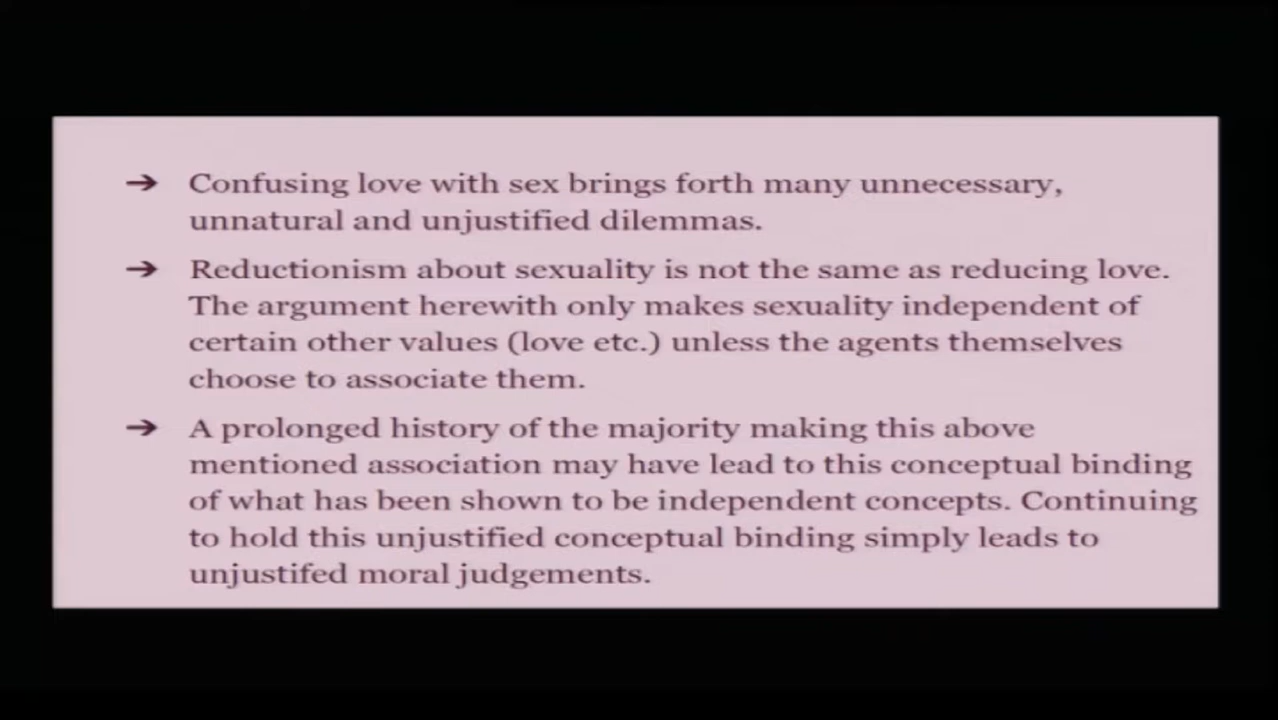 ➔ Confusing love with sex brings forth many unnecessary,
unnatural and unjustified dilemmas.
➔ Reductionism about sexuality is not the same as reducing love.
The argument herewith only makes sexuality independent of
certain other values (love etc.) unless the agents themselves
choose to associate them.
➔ A prolonged history of the majority making this above
mentioned association may have lead to this conceptual binding
of what has been shown to be independent concepts. Continuing
to hold this unjustified conceptual binding simply leads to
unjustifed moral judgements.